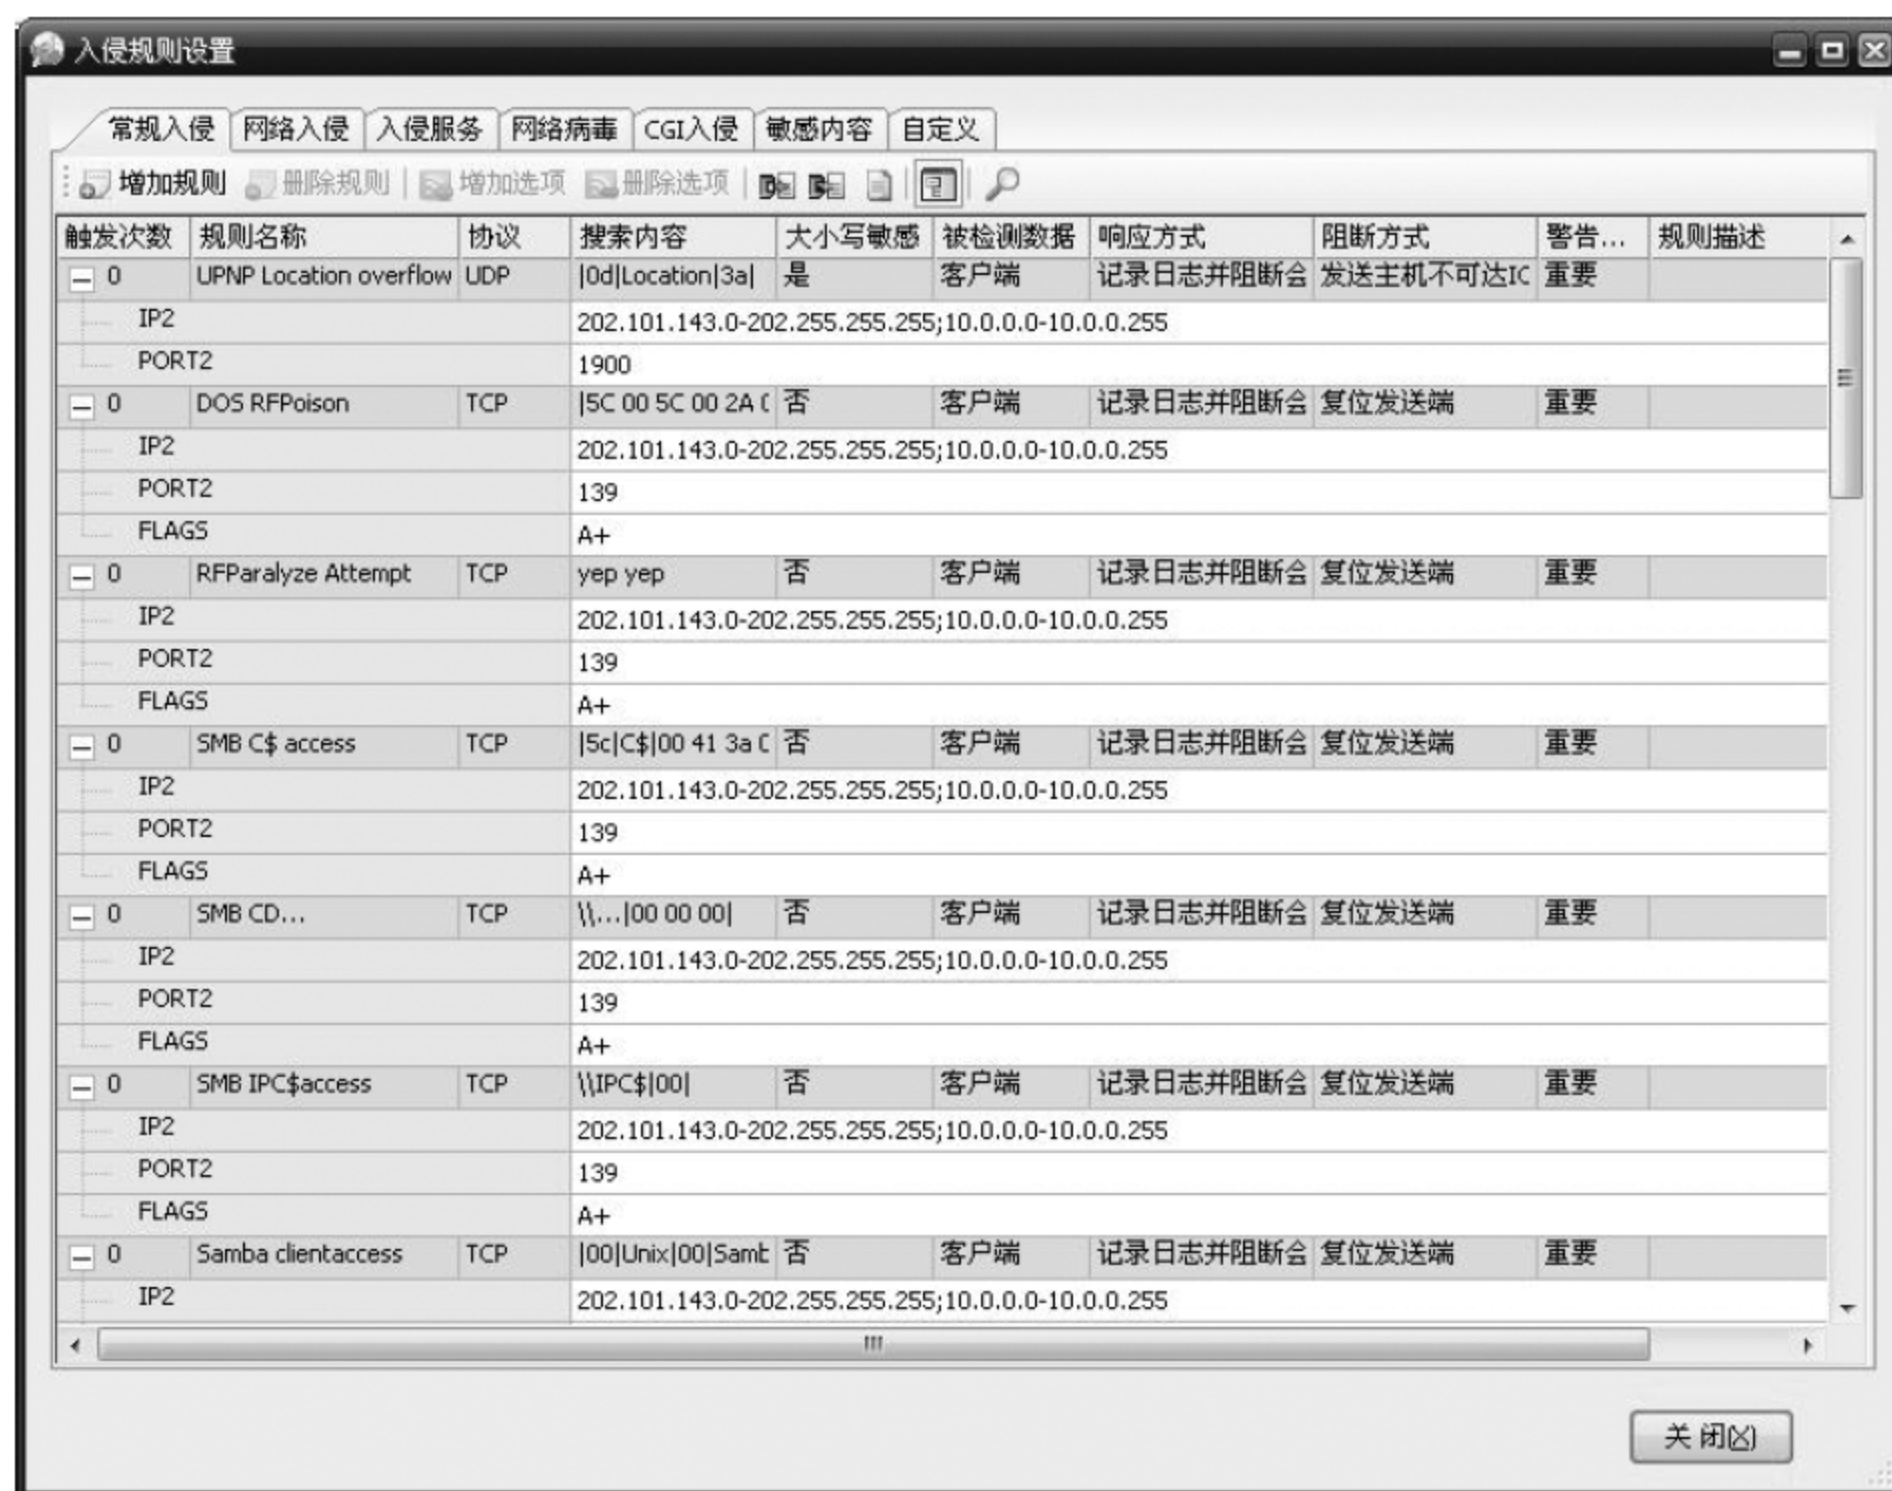 入侵规则设置
常规入侵 网络入侵 入侵服务 网络病毒 CGI入侵 敏感内容 自定义
增加规则 删除规则 增加选项 删除选项
触发次数 规则名称 协议 搜索内容 大小写敏感 被检测数据 响应方式 阻断方式 警告... 规则描述
0 UPNP Location overflow UDP |0d|Location|3a| 是 客户端 记录日志并阻断会 发送主机不可达IC 重要
IP2 202.101.143.0-202.255.255.255;10.0.0.0-10.0.0.255
PORT2 1900
0 DOS RFPoison TCP |5C 00 5C 00 2A 否 客户端 记录日志并阻断会 复位发送端 重要
IP2 202.101.143.0-202.255.255.255;10.0.0.0-10.0.0.255
PORT2 139
FLAGS A+
0 RFParalyze Attempt TCP yep yep 否 客户端 记录日志并阻断会 复位发送端 重要
IP2 202.101.143.0-202.255.255.255;10.0.0.0-10.0.0.255
PORT2 139
FLAGS A+
0 SMB C$ access TCP |5c|C$|00 41 3a 否 客户端 记录日志并阻断会 复位发送端 重要
IP2 202.101.143.0-202.255.255.255;10.0.0.0-10.0.0.255
PORT2 139
FLAGS A+
0 SMB CD... TCP \\...|00 00 00| 否 客户端 记录日志并阻断会 复位发送端 重要
IP2 202.101.143.0-202.255.255.255;10.0.0.0-10.0.0.255
PORT2 139
FLAGS A+
0 SMB IPC$access TCP \\IPC$|00| 否 客户端 记录日志并阻断会 复位发送端 重要
IP2 202.101.143.0-202.255.255.255;10.0.0.0-10.0.0.255
PORT2 139
FLAGS A+
0 Samba clientaccess TCP |00|Unix|00|Samb 否 客户端 记录日志并阻断会 复位发送端 重要
IP2 202.101.143.0-202.255.255.255;10.0.0.0-10.0.0.255
关 闭(X)